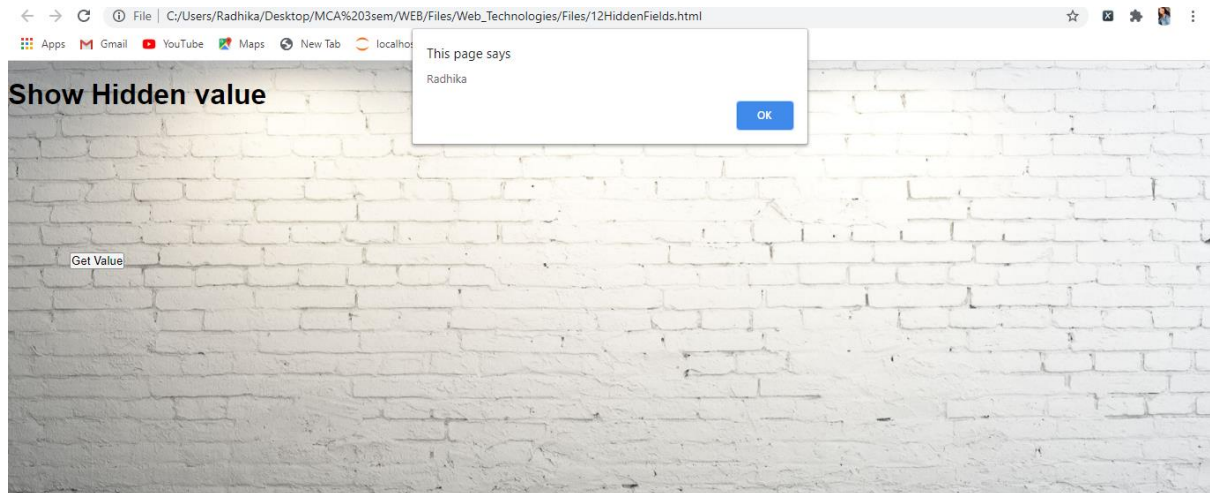 File | C:/Users/Radhika/Desktop/MCA%203sem/WEB/Files/Web_Technologies/Files/12HiddenFields.html
Apps Gmail YouTube Maps New Tab localhos
This page says
Radhika
OK
Show Hidden value
Get Value